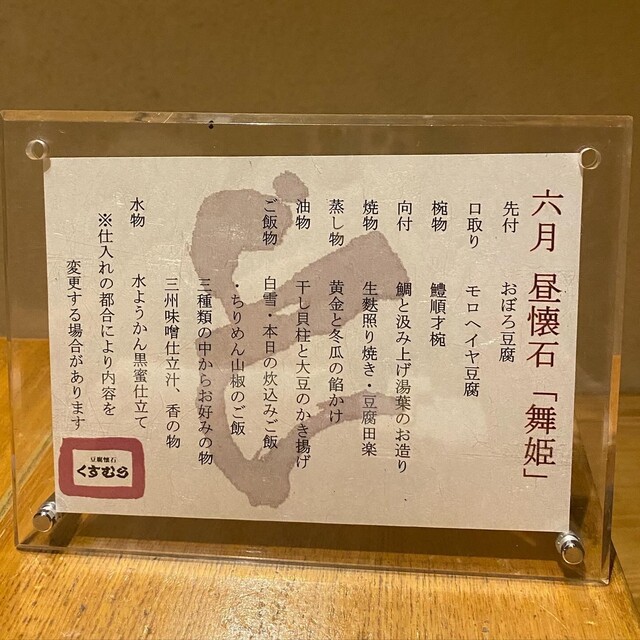 六月 昼懐石「舞姫」
先付 おぼろ豆腐
口取り モロヘイヤ豆腐
椀物 鱧順才椀
向付 鯛と汲み上げ湯葉のお造り
焼物 生麩照り焼き・豆腐田楽
蒸し物 黄金と冬瓜の餡かけ
油物 干し貝柱と大豆のかき揚げ
ご飯物 白雪・本日の炊込みご飯
・ちりめん山椒のご飯
三種類の中からお好みの物
三州味噌仕立汁、香の物
水物 水ようかん黒蜜仕立て
※仕入れの都合により内容を
変更する場合があります
豆腐懐石
くすむら